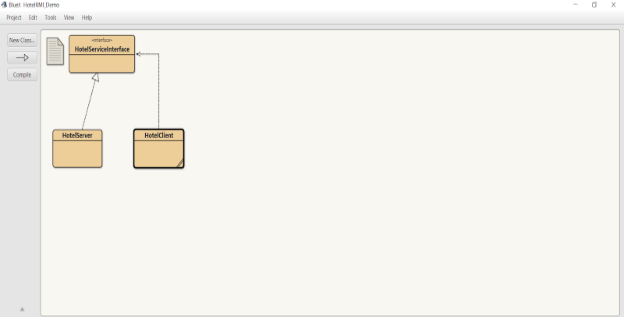 BlueJ: HotelRMI_Demo
Project Edit Tools View Help
New Class...
Compile
«interface»
HotelServiceInterface
HotelServer
HotelClient